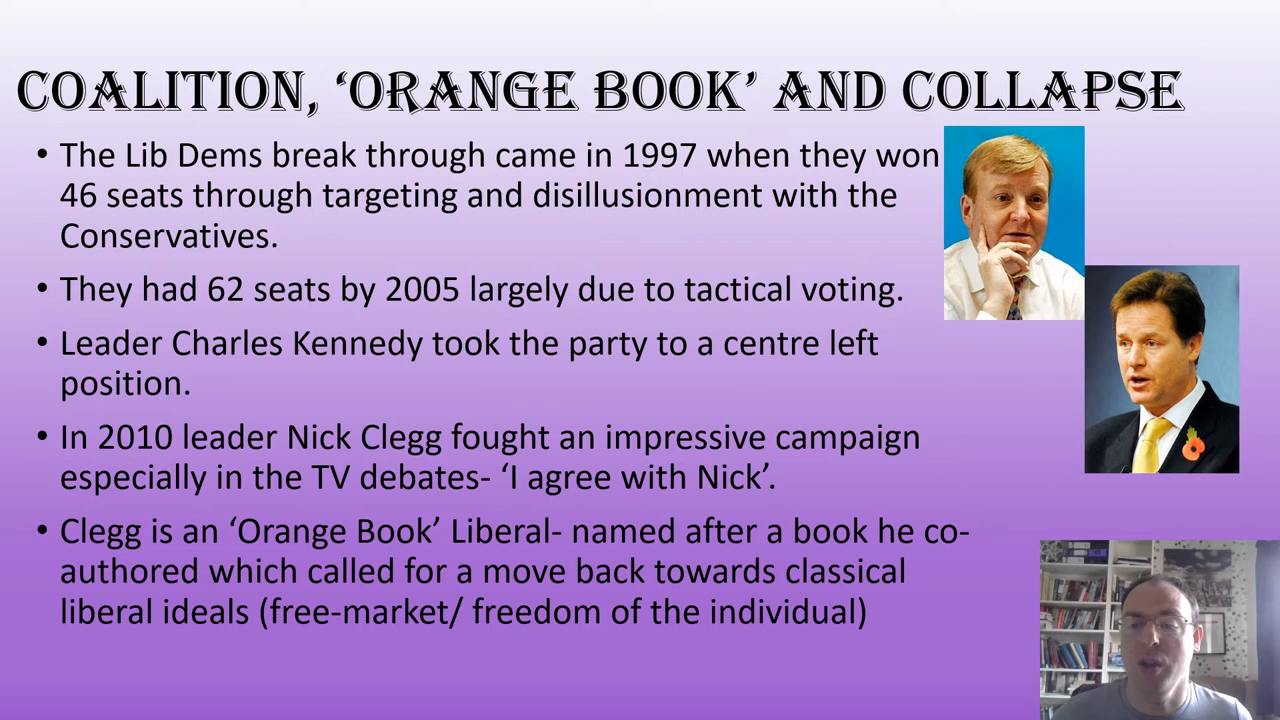 COALITION, ‘ORANGE BOOK’ AND COLLAPSE
• The Lib Dems break through came in 1997 when they won
46 seats through targeting and disillusionment with the
Conservatives.
• They had 62 seats by 2005 largely due to tactical voting.
• Leader Charles Kennedy took the party to a centre left
position.
• In 2010 leader Nick Clegg fought an impressive campaign
especially in the TV debates- ‘I agree with Nick’.
• Clegg is an ‘Orange Book’ Liberal- named after a book he co-
authored which called for a move back towards classical
liberal ideals (free-market/ freedom of the individual)